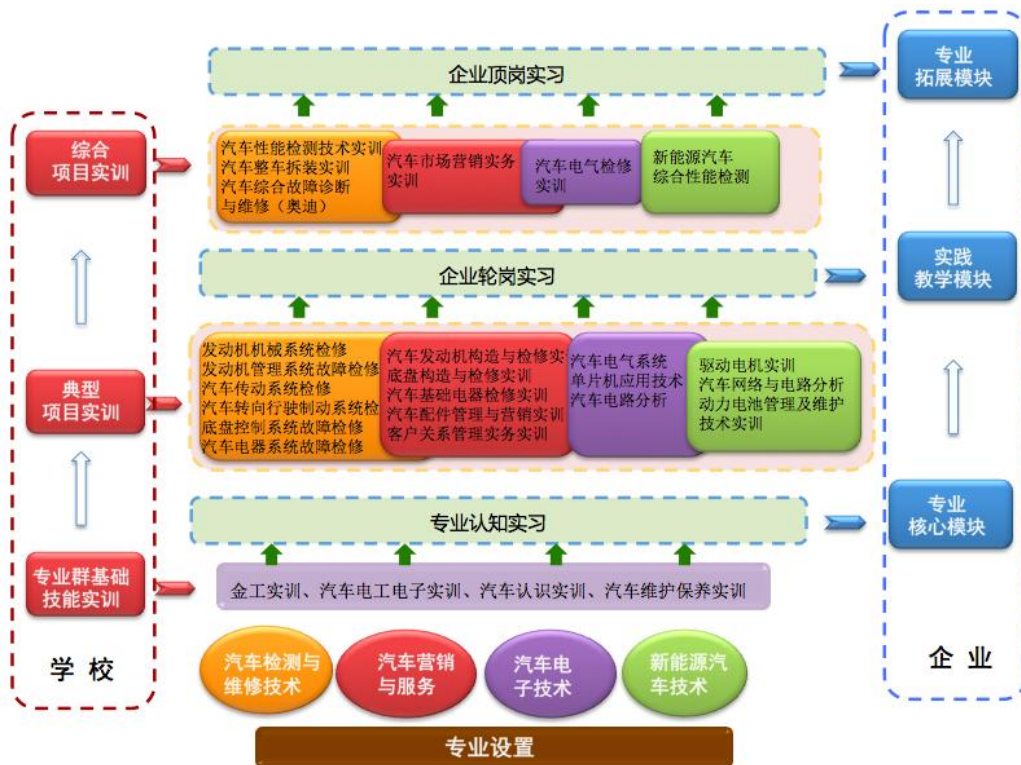 企业顶岗实习
专业
拓展模块
综合
项目实训
汽车性能检测技术实训
汽车整车拆装实训
汽车综合故障诊断
与维修（奥迪）
汽车市场营销实务
实训
汽车电气检修
实训
新能源汽车
综合性能检测
企业轮岗实习
实践
教学模块
典型
项目实训
发动机机械系统检修
发动机管理系统故障检修
汽车传动系统检修
汽车转向行驶制动系统检
底盘控制系统故障检修
汽车电器系统故障检修
汽车发动机构造与检修实
底盘构造与检修实训
汽车基础电器检修实训
汽车配件管理与营销实训
客户关系管理实务实训
汽车电气系统
单片机应用技术
汽车电路分析
驱动电机实训
汽车网络与电路分析
动力电池管理及维护
技术实训
专业认知实习
专业
核心模块
专业群基础
技能实训
金工实训、汽车电工电子实训、汽车认识实训、汽车维护保养实训
学 校
汽车检测与
维修技术
汽车营销
与服务
汽车电
子技术
新能源汽
车技术
企 业
专业设置